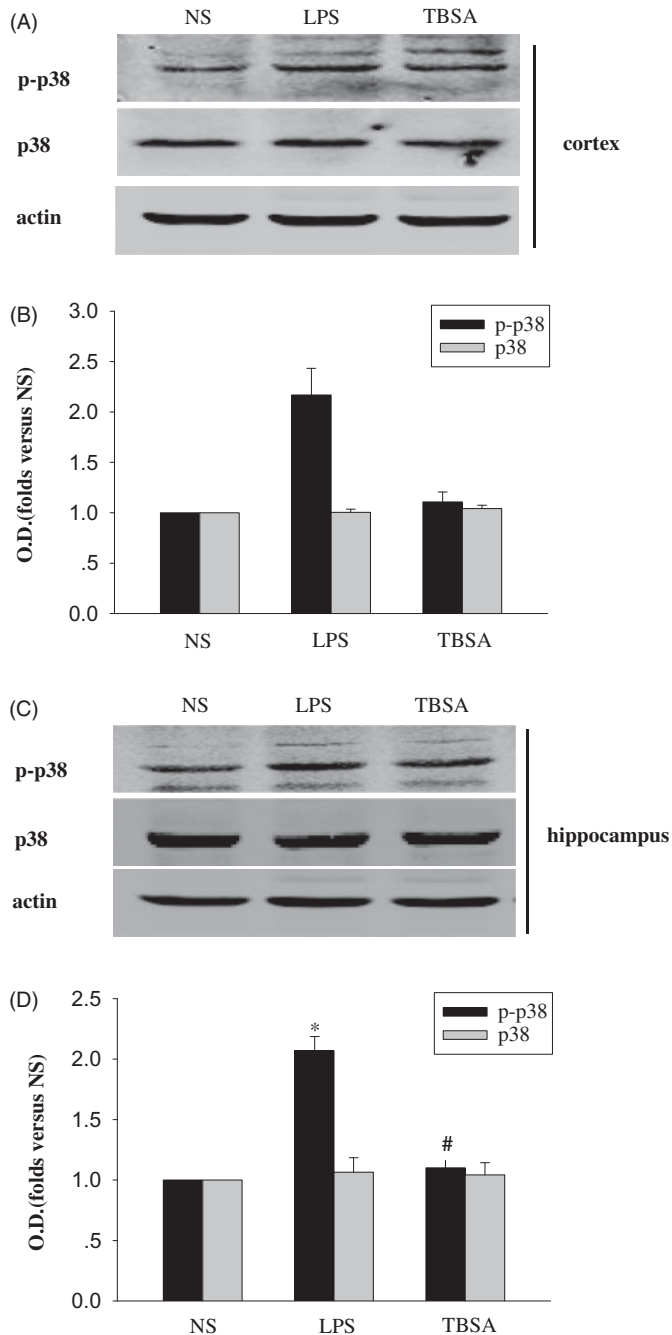 (A)
NS LPS TBSA
p-p38
p38
actin
cortex
(B)
O.D.(folds versus NS)
3.0
2.5
2.0
1.5
1.0
.5
0.0
p-p38
p38
NS LPS TBSA
(C)
NS LPS TBSA
p-p38
p38
actin
hippocampus
(D)
O.D.(folds versus NS)
2.5
2.0
1.5
1.0
.5
0.0
p-p38
p38
*
#
NS LPS TBSA